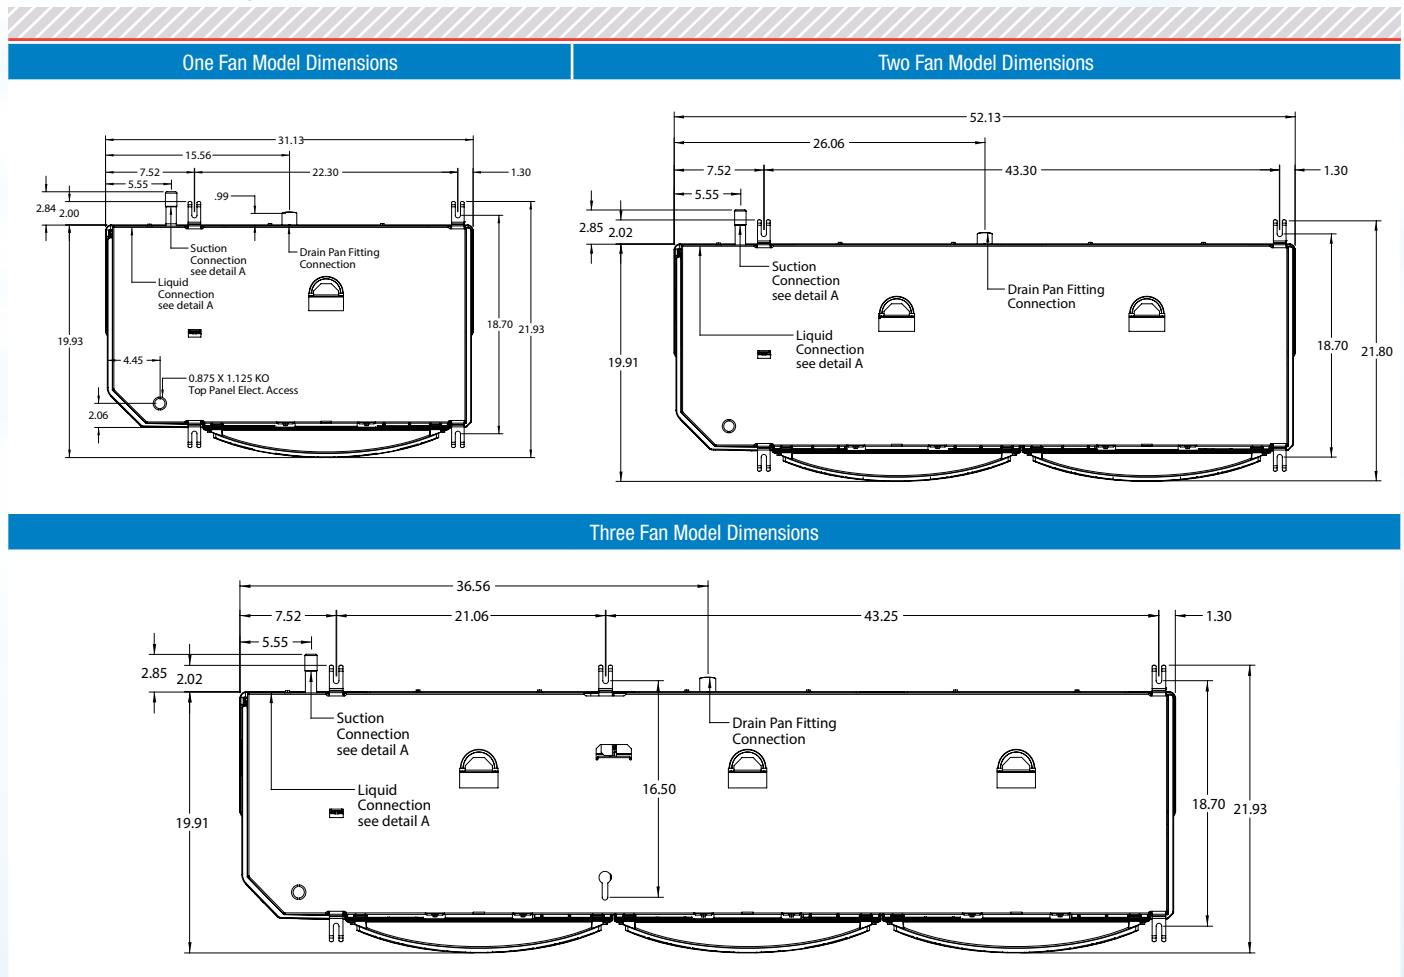 One Fan Model Dimensions
Two Fan Model Dimensions
31.13
15.56
7.52
22.30
1.30
5.55
.99
2.84
2.00
Suction
Connection
see detail A
Drain Pan Fitting
Connection
Liquid
Connection
see detail A
19.93
18.70
21.93
4.45
0.875 X 1.125 KO
Top Panel Elect. Access
2.06
52.13
26.06
7.52
43.30
1.30
5.55
2.85
2.02
Suction
Connection
see detail A
Drain Pan Fitting
Connection
Liquid
Connection
see detail A
19.91
18.70
21.80
Three Fan Model Dimensions
36.56
7.52
21.06
43.25
1.30
5.55
2.85
2.02
Suction
Connection
see detail A
Drain Pan Fitting
Connection
Liquid
Connection
see detail A
16.50
19.91
18.70
21.93